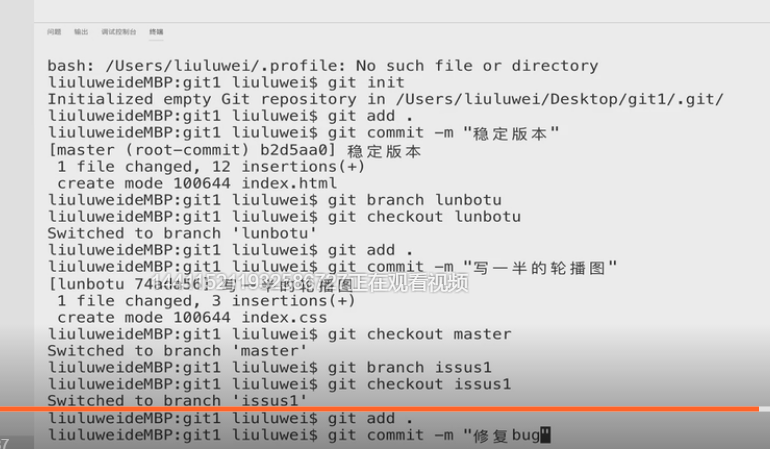 问题 输出 调试控制台 终端
bash: /Users/liuluwei/.profile: No such file or directory
liuluweideMBP:git1 liuluwei$ git init
Initialized empty Git repository in /Users/liuluwei/Desktop/git1/.git/
liuluweideMBP:git1 liuluwei$ git add .
liuluweideMBP:git1 liuluwei$ git commit -m "稳定版本"
[master (root-commit) b2d5aa0] 稳定版本
 1 file changed, 12 insertions(+)
 create mode 100644 index.html
liuluweideMBP:git1 liuluwei$ git branch lunbotu
liuluweideMBP:git1 liuluwei$ git checkout lunbotu
Switched to branch 'lunbotu'
liuluweideMBP:git1 liuluwei$ git add .
liuluweideMBP:git1 liuluwei$ git commit -m "写一半的轮播图"
[lunbotu 写一半的轮播图
正在观看视频
 1 file changed, 3 insertions(+)
 create mode 100644 index.css
liuluweideMBP:git1 liuluwei$ git checkout master
Switched to branch 'master'
liuluweideMBP:git1 liuluwei$ git branch issus1
liuluweideMBP:git1 liuluwei$ git checkout issus1
Switched to branch 'issus1'
liuluweideMBP:git1 liuluwei$ git add .
liuluweideMBP:git1 liuluwei$ git commit -m "修复bug